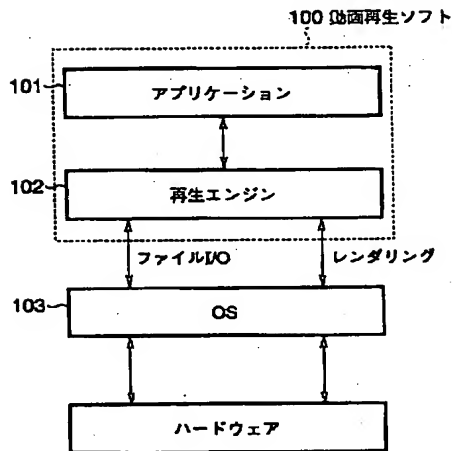 100 動画再生ソフト
101
アプリケーション
102
再生エンジン
ファイルI/O
レンダリング
103
OS
ハードウェア